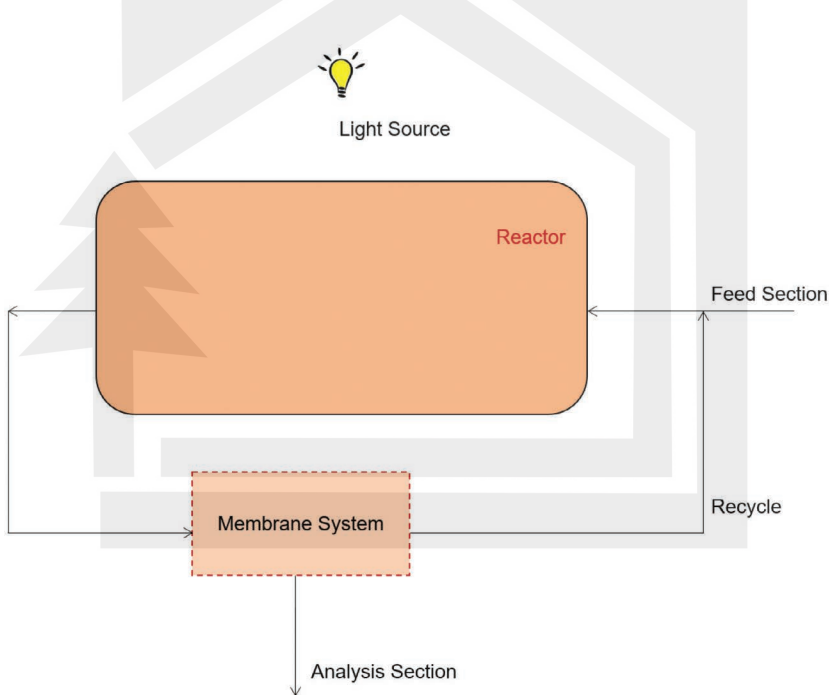 Light Source
Reactor
Feed Section
Recycle
Membrane System
Analysis Section